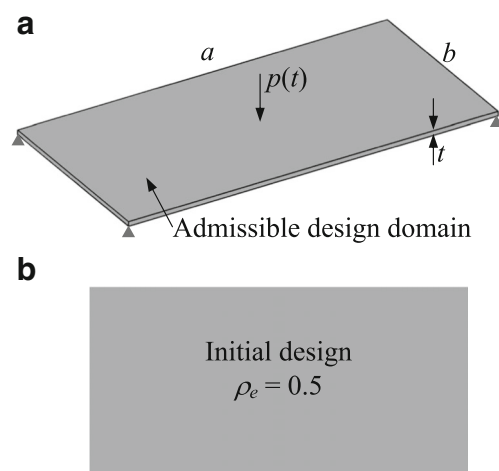 a
a
b
p(t)
t
Admissible design domain
b
Initial design
ρₑ = 0.5